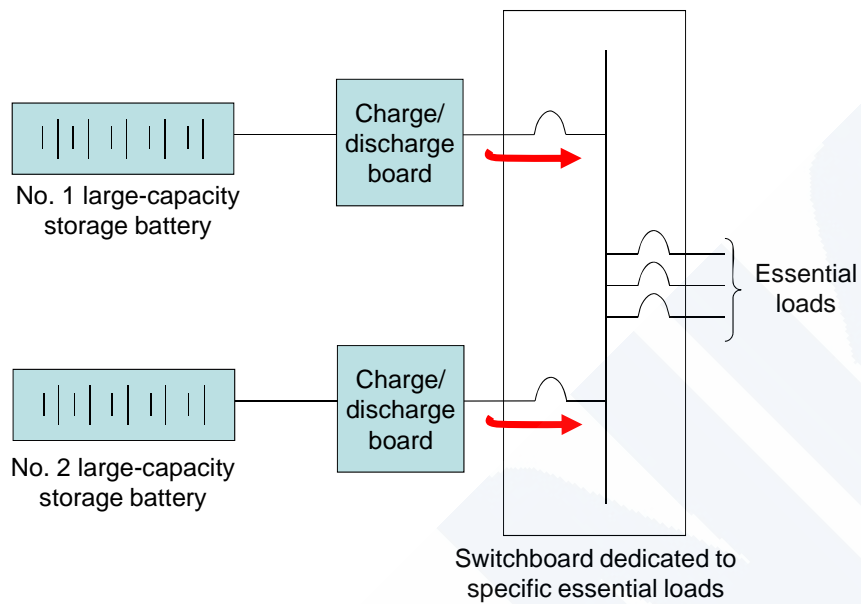 Charge/
discharge
board
No. 1 large-capacity
storage battery
Essential
loads
Charge/
discharge
board
No. 2 large-capacity
storage battery
Switchboard dedicated to
specific essential loads